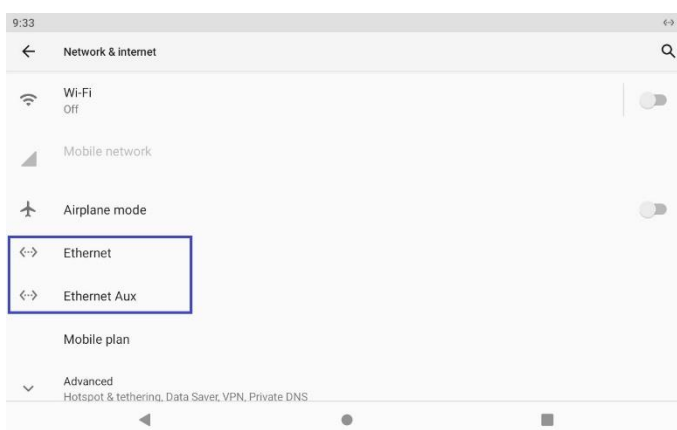 9:33
Network & internet
Wi-Fi
Off
Mobile network
Airplane mode
Ethernet
Ethernet Aux
Mobile plan
Advanced
Hotspot & tethering, Data Saver, VPN, Private DNS